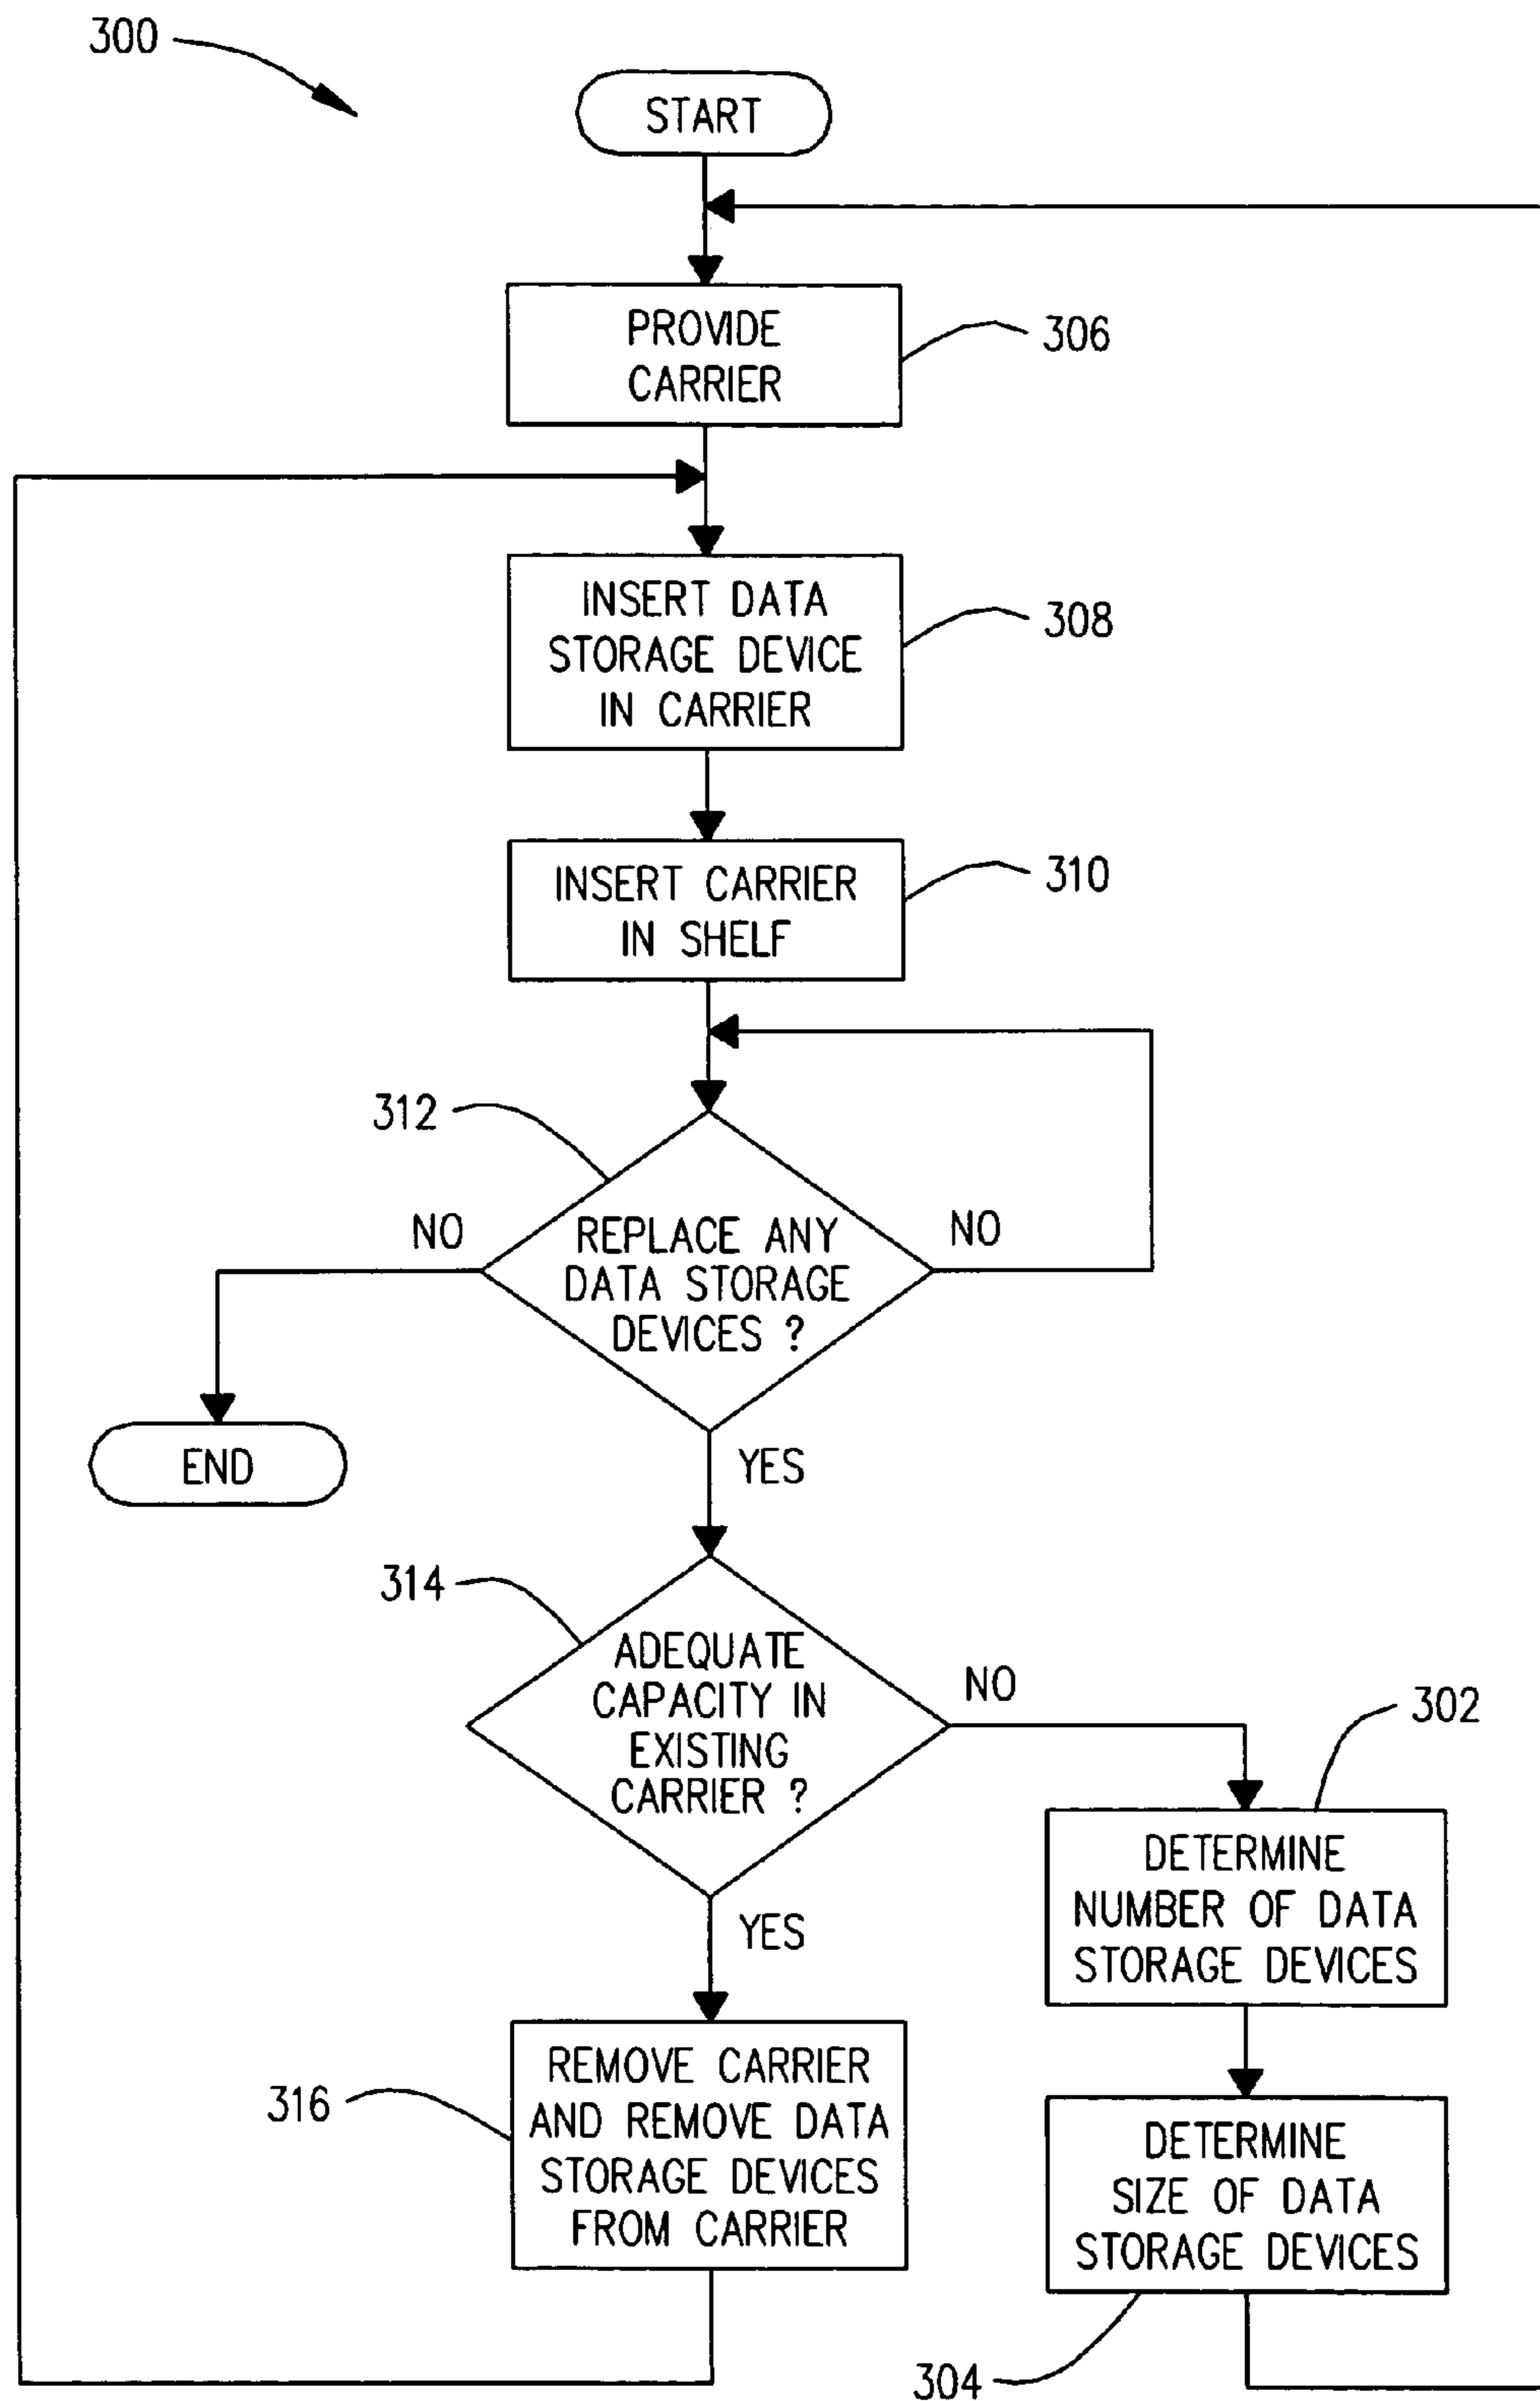 300
START
PROVIDE
CARRIER
306
INSERT DATA
STORAGE DEVICE
IN CARRIER
308
INSERT CARRIER
IN SHELF
310
312
REPLACE ANY
DATA STORAGE
DEVICES ?
NO
NO
END
YES
314
ADEQUATE
CAPACITY IN
EXISTING
CARRIER ?
NO
302
DETERMINE
NUMBER OF DATA
STORAGE DEVICES
YES
316
REMOVE CARRIER
AND REMOVE DATA
STORAGE DEVICES
FROM CARRIER
DETERMINE
SIZE OF DATA
STORAGE DEVICES
304